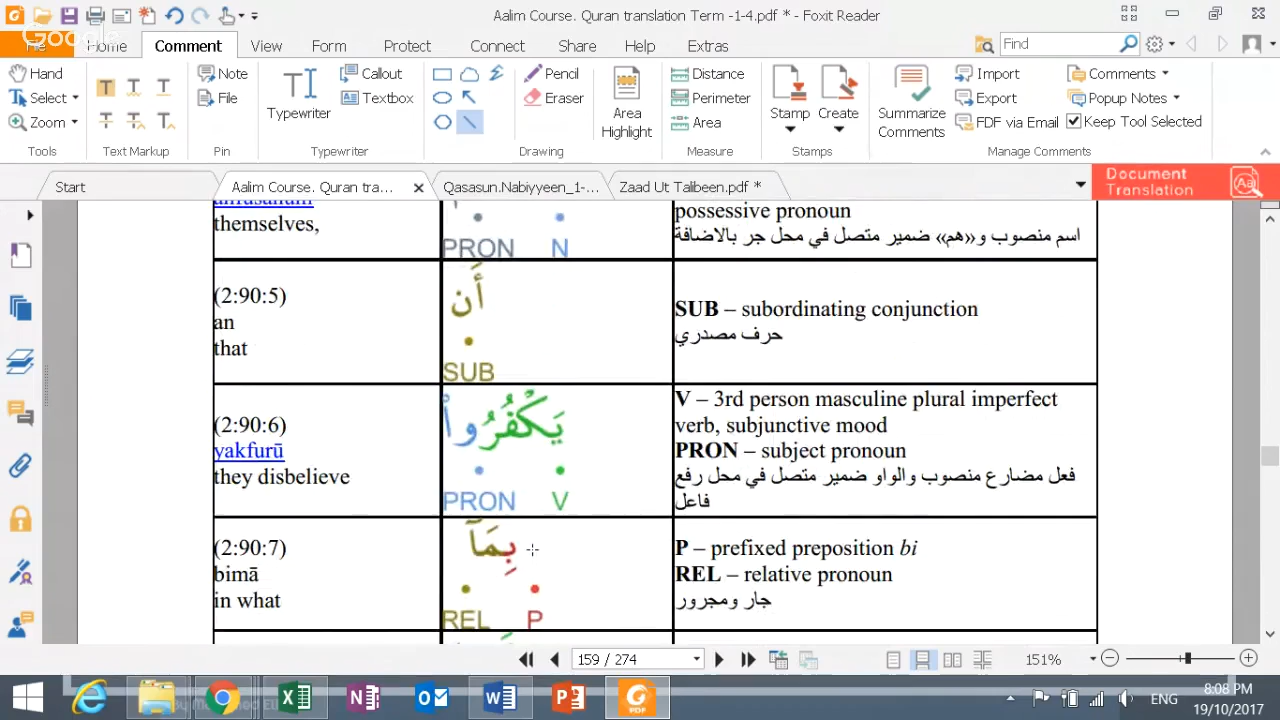 Aalim Course. Quran translation Term -1-4.pdf * - Foxit Reader
Google
File Home Comment View Form Protect Connect Share Help Extras Find
Hand Note Callout Pencil Distance Import Comments
Select File Typewriter Textbox Eraser Area Highlight Perimeter Stamp Create Summarize Comments Export Popup Notes
Zoom Area FDF via Email Keep Tool Selected
Tools Text Markup Pin Typewriter Drawing Measure Stamps Manage Comments
Start Aalim Course. Quran tra... Qasasun.Nabiyyeen_1-... Zaad Ut Talibeen.pdf * Document Translation
anfusahum
themselves,
PRON N
possessive pronoun
اسم منصوب و«هم» ضمير متصل في محل جر بالاضافة
(2:90:5)
an
that
أَن
SUB
SUB – subordinating conjunction
حرف مصدري
(2:90:6)
yakfurū
they disbelieve
يَكْفُرُوا۟
PRON V
V – 3rd person masculine plural imperfect
verb, subjunctive mood
PRON – subject pronoun
فعل مضارع منصوب والواو ضمير متصل في محل رفع
فاعل
(2:90:7)
bimā
in what
بِمَآ
REL P
P – prefixed preposition bi
REL – relative pronoun
جار ومجرور
159 / 274 151%
ENG 8:08 PM
19/10/2017